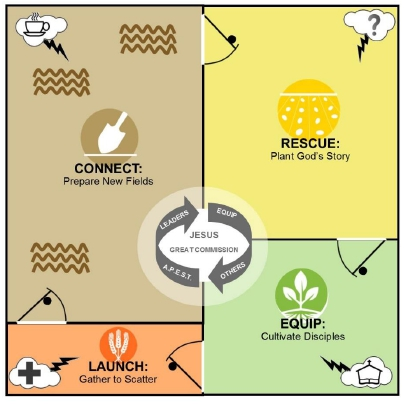 ?
CONNECT:
Prepare New Fields
RESCUE:
Plant God's Story
LEADERS
EQUIP
JESUS
GREAT COMMISSION
A.P.E.S.T.
OTHERS
EQUIP:
Cultivate Disciples
LAUNCH:
Gather to Scatter